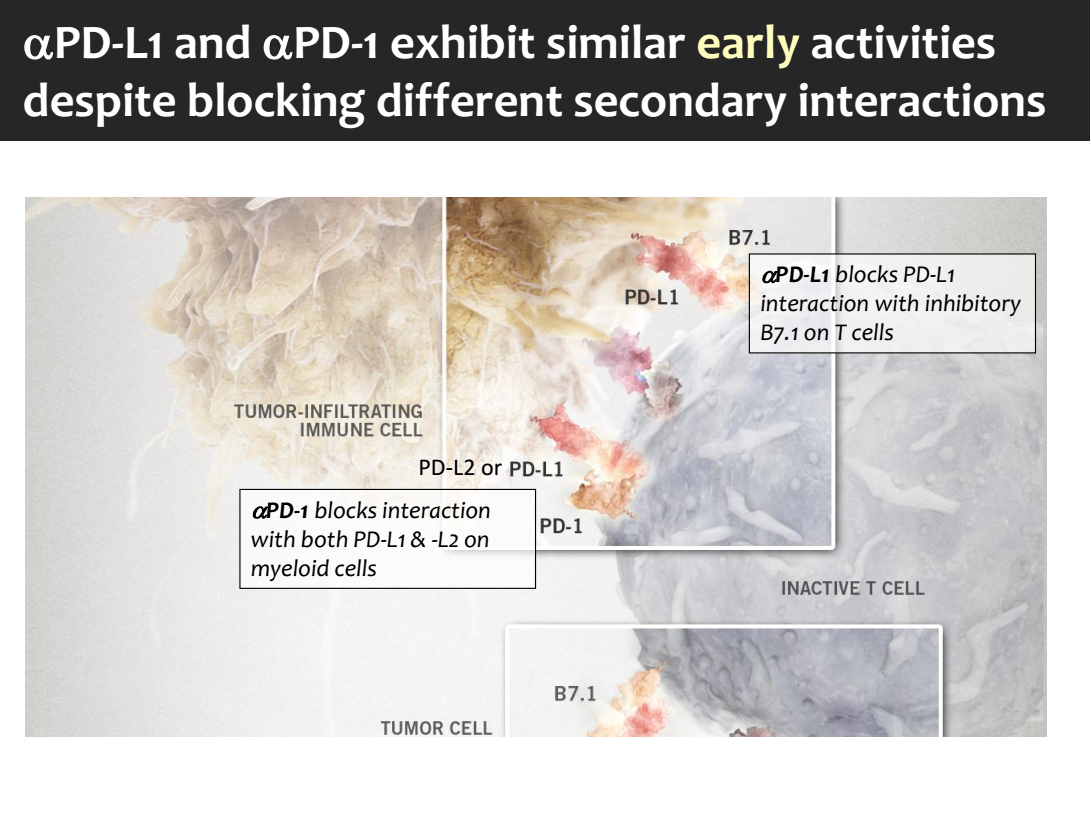 αPD-L1 and αPD-1 exhibit similar early activities
despite blocking different secondary interactions
B7.1
αPD-L1 blocks PD-L1
interaction with inhibitory
B7.1 on T cells
PD-L1
TUMOR-INFILTRATING
IMMUNE CELL
PD-L2 or PD-L1
αPD-1 blocks interaction
with both PD-L1 & -L2 on
myeloid cells
PD-1
INACTIVE T CELL
B7.1
TUMOR CELL